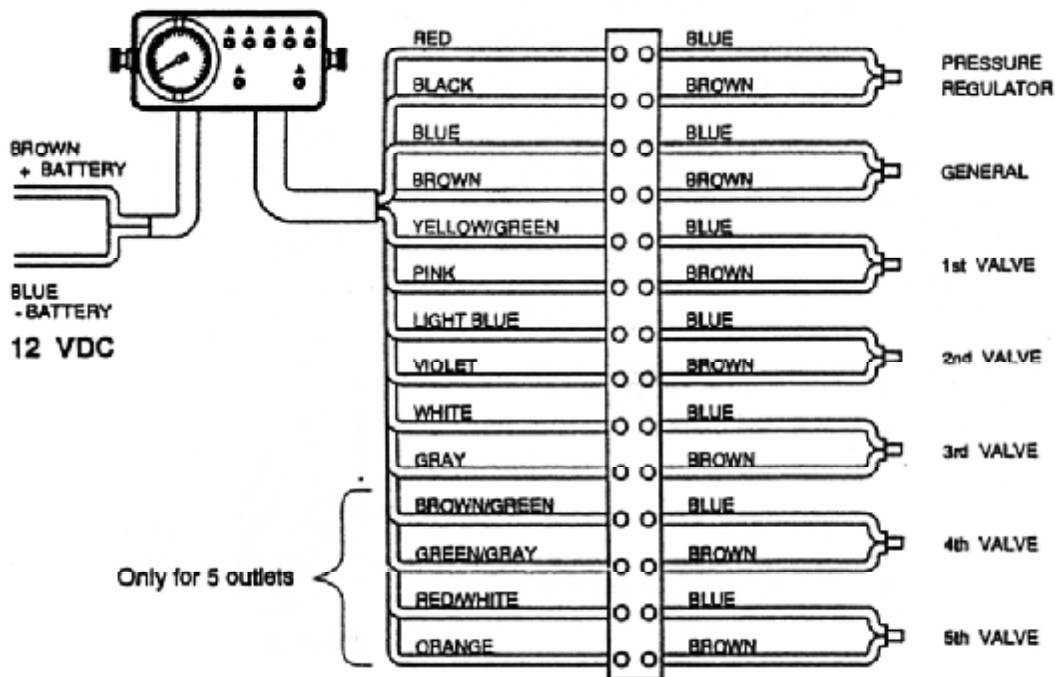 RED
BLUE
BLACK
BROWN
PRESSURE
REGULATOR
BLUE
BLUE
BROWN
BROWN
GENERAL
YELLOW/GREEN
BLUE
PINK
BROWN
1st VALVE
LIGHT BLUE
BLUE
VIOLET
BROWN
2nd VALVE
WHITE
BLUE
GRAY
BROWN
3rd VALVE
BROWN/GREEN
BLUE
GREEN/GRAY
BROWN
4th VALVE
RED/WHITE
BLUE
ORANGE
BROWN
5th VALVE
BROWN
+ BATTERY
BLUE
- BATTERY
12 VDC
Only for 5 outlets